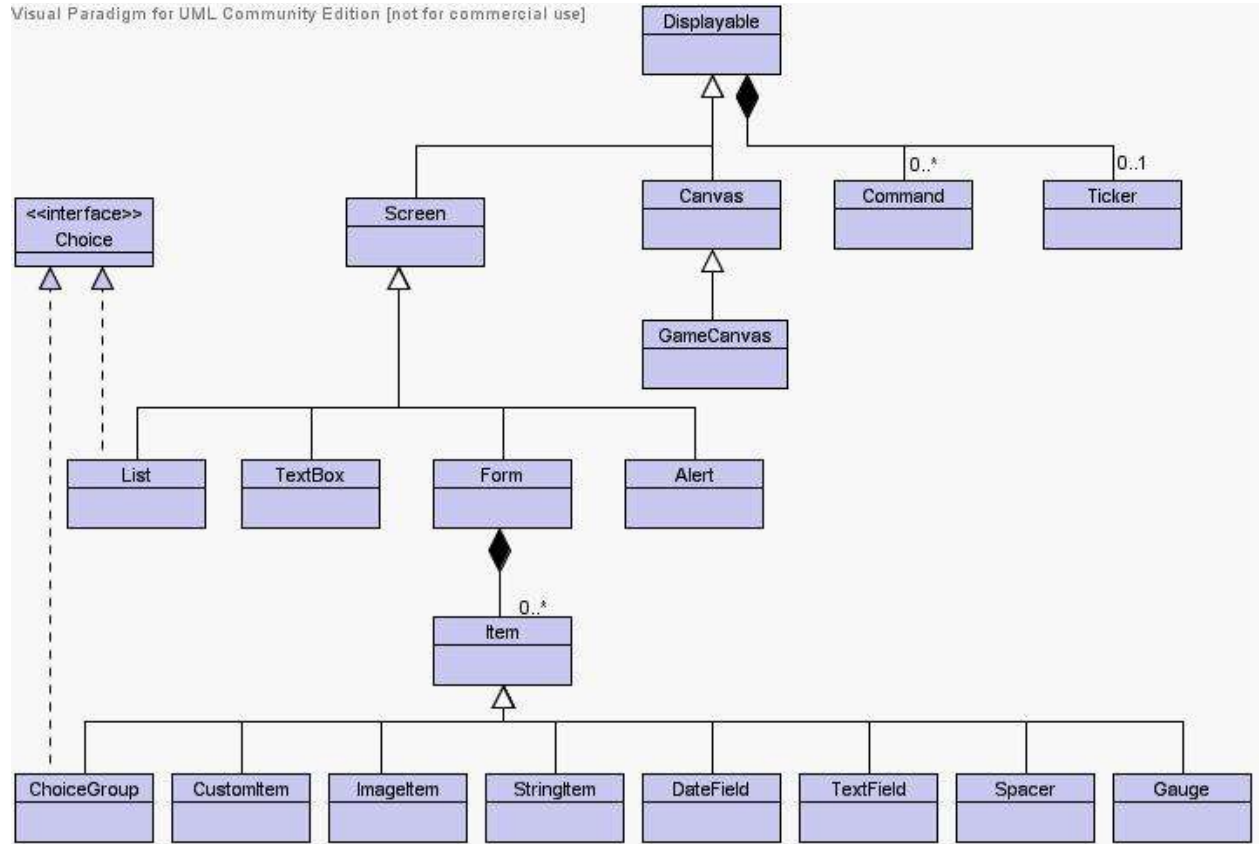 Visual Paradigm for UML Community Edition [not for commercial use]
Displayable
0..*
0..1
<<interface>>
Choice
Screen
Canvas
Command
Ticker
GameCanvas
List
TextBox
Form
Alert
0..*
Item
ChoiceGroup
CustomItem
ImageItem
StringItem
DateField
TextField
Spacer
Gauge